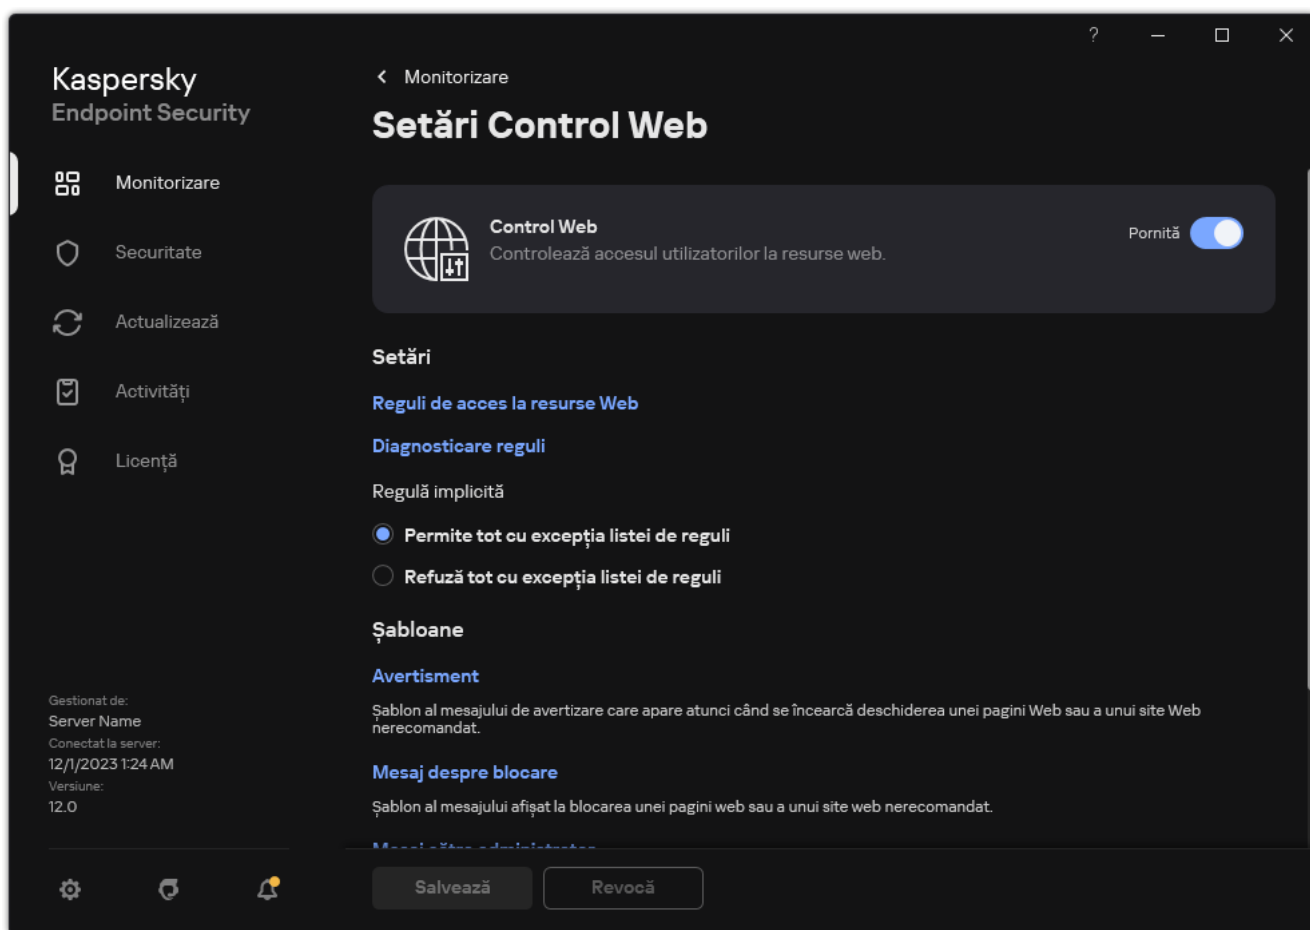 ?
Kaspersky
Endpoint Security
Monitorizare
Securitate
Actualizează
Activități
Licență
Gestionat de:
Server Name
Conectat la server:
12/1/2023 1:24 AM
Versiune:
12.0
Monitorizare
Setări Control Web
Control Web
Controlează accesul utilizatorilor la resurse web.
Pornită
Setări
Reguli de acces la resurse Web
Diagnosticare reguli
Regulă implicită
Permite tot cu excepția listei de reguli
Refuză tot cu excepția listei de reguli
Șabloane
Avertisment
Șablon al mesajului de avertizare care apare atunci când se încearcă deschiderea unei pagini Web sau a unui site Web
nerecomandat.
Mesaj despre blocare
Șablon al mesajului afișat la blocarea unei pagini web sau a unui site web nerecomandat.
Mesaj către administrator
Salvează
Revocă